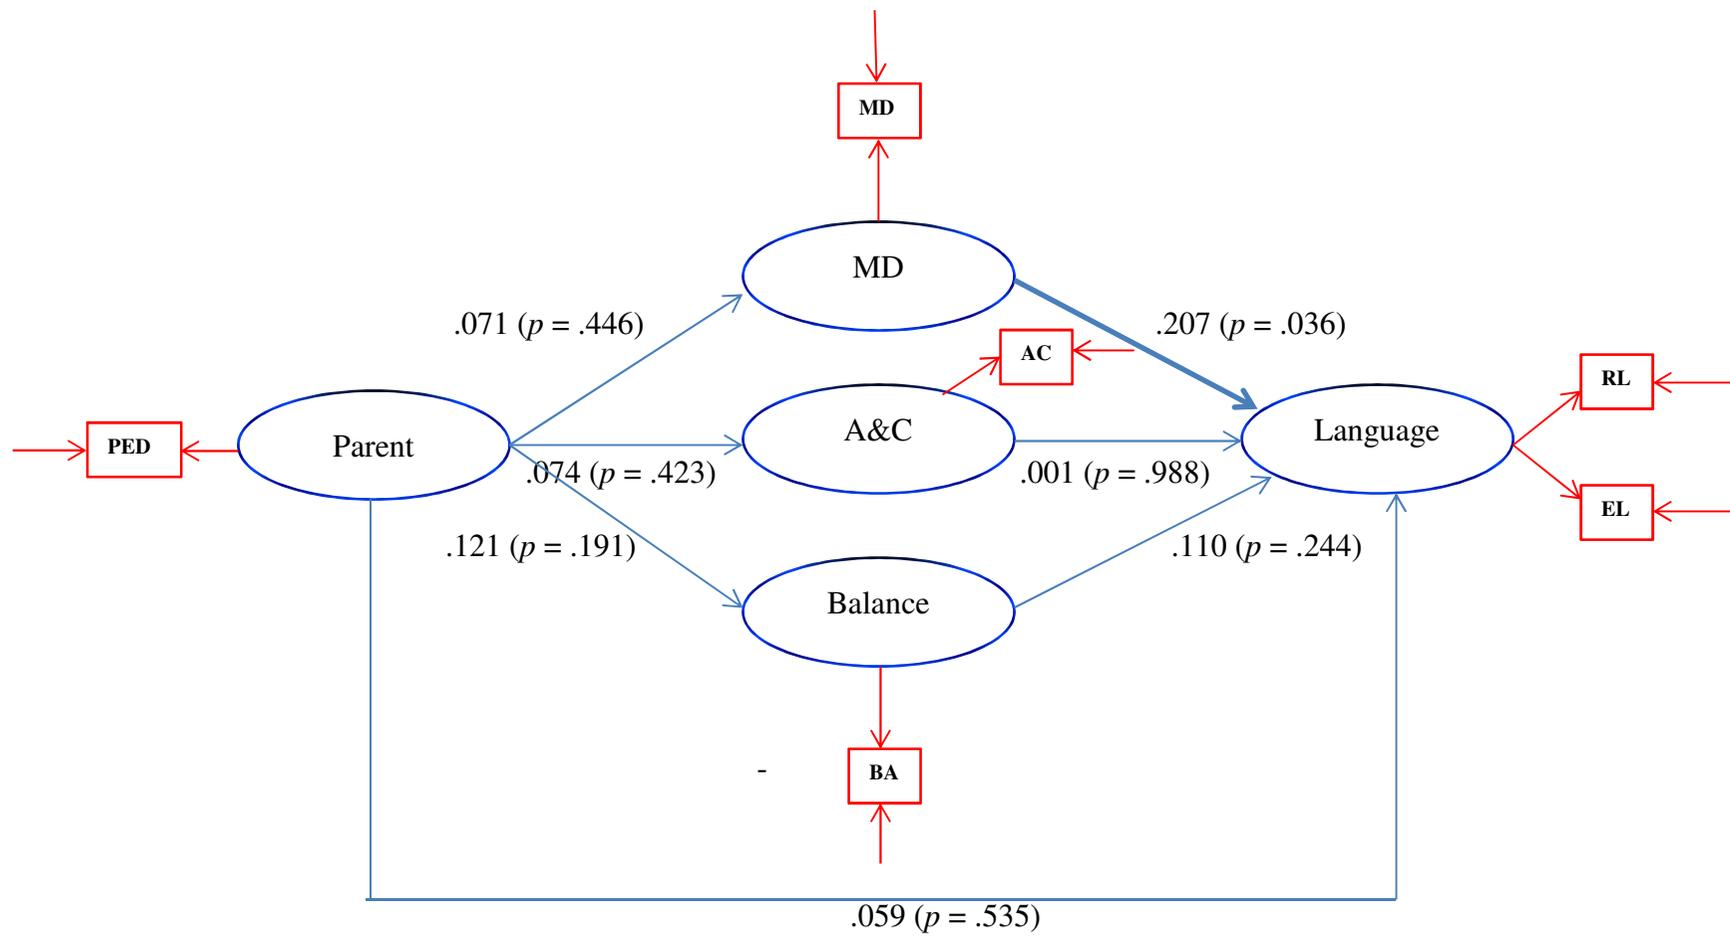 MD
MD
.071 (p = .446)
.207 (p = .036)
AC
RL
PED
Parent
A&C
Language
.074 (p = .423)
.001 (p = .988)
EL
.121 (p = .191)
.110 (p = .244)
Balance
-
BA
.059 (p = .535)